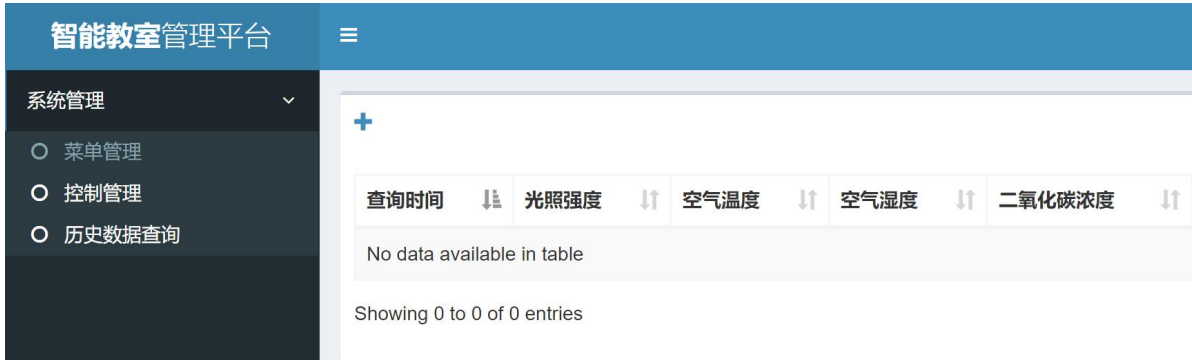 智能教室管理平台
系统管理
菜单管理
控制管理
历史数据查询
查询时间 光照强度 空气温度 空气湿度 二氧化碳浓度
No data available in table
Showing 0 to 0 of 0 entries